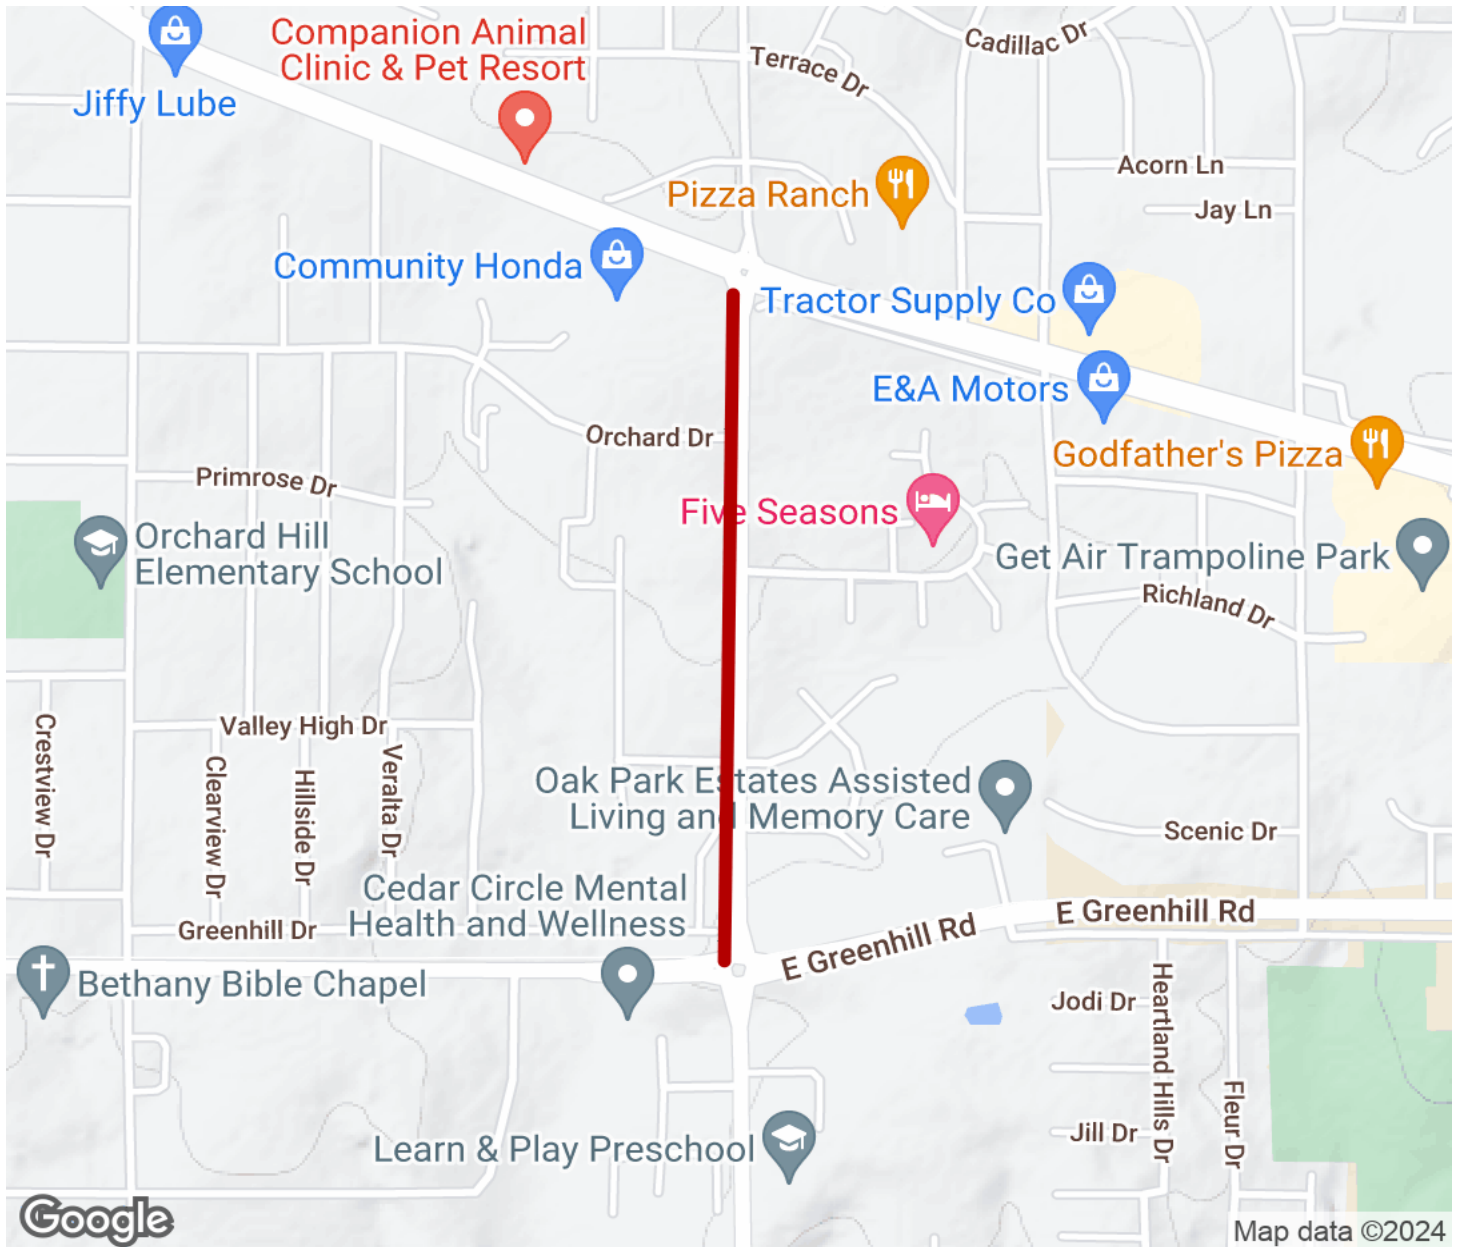 Companion Animal
Clinic & Pet Resort
Cadillac Dr
Terrace Dr
Jiffy Lube
Acorn Ln
Pizza Ranch
Jay Ln
Community Honda
Tractor Supply Co
E&A Motors
Orchard Dr
Godfather's Pizza
Primrose Dr
Five Seasons
Orchard Hill
Elementary School
Get Air Trampoline Park
Richland Dr
Crestview Dr
Valley High Dr
Clearview Dr
Hillside Dr
Veralta Dr
Oak Park Estates Assisted
Living and Memory Care
Scenic Dr
Cedar Circle Mental
Health and Wellness
Greenhill Dr
E Greenhill Rd
E Greenhill Rd
Bethany Bible Chapel
Jodi Dr
Heartland Hills Dr
Fleur Dr
Jill Dr
Learn & Play Preschool
Google
Map data ©2024